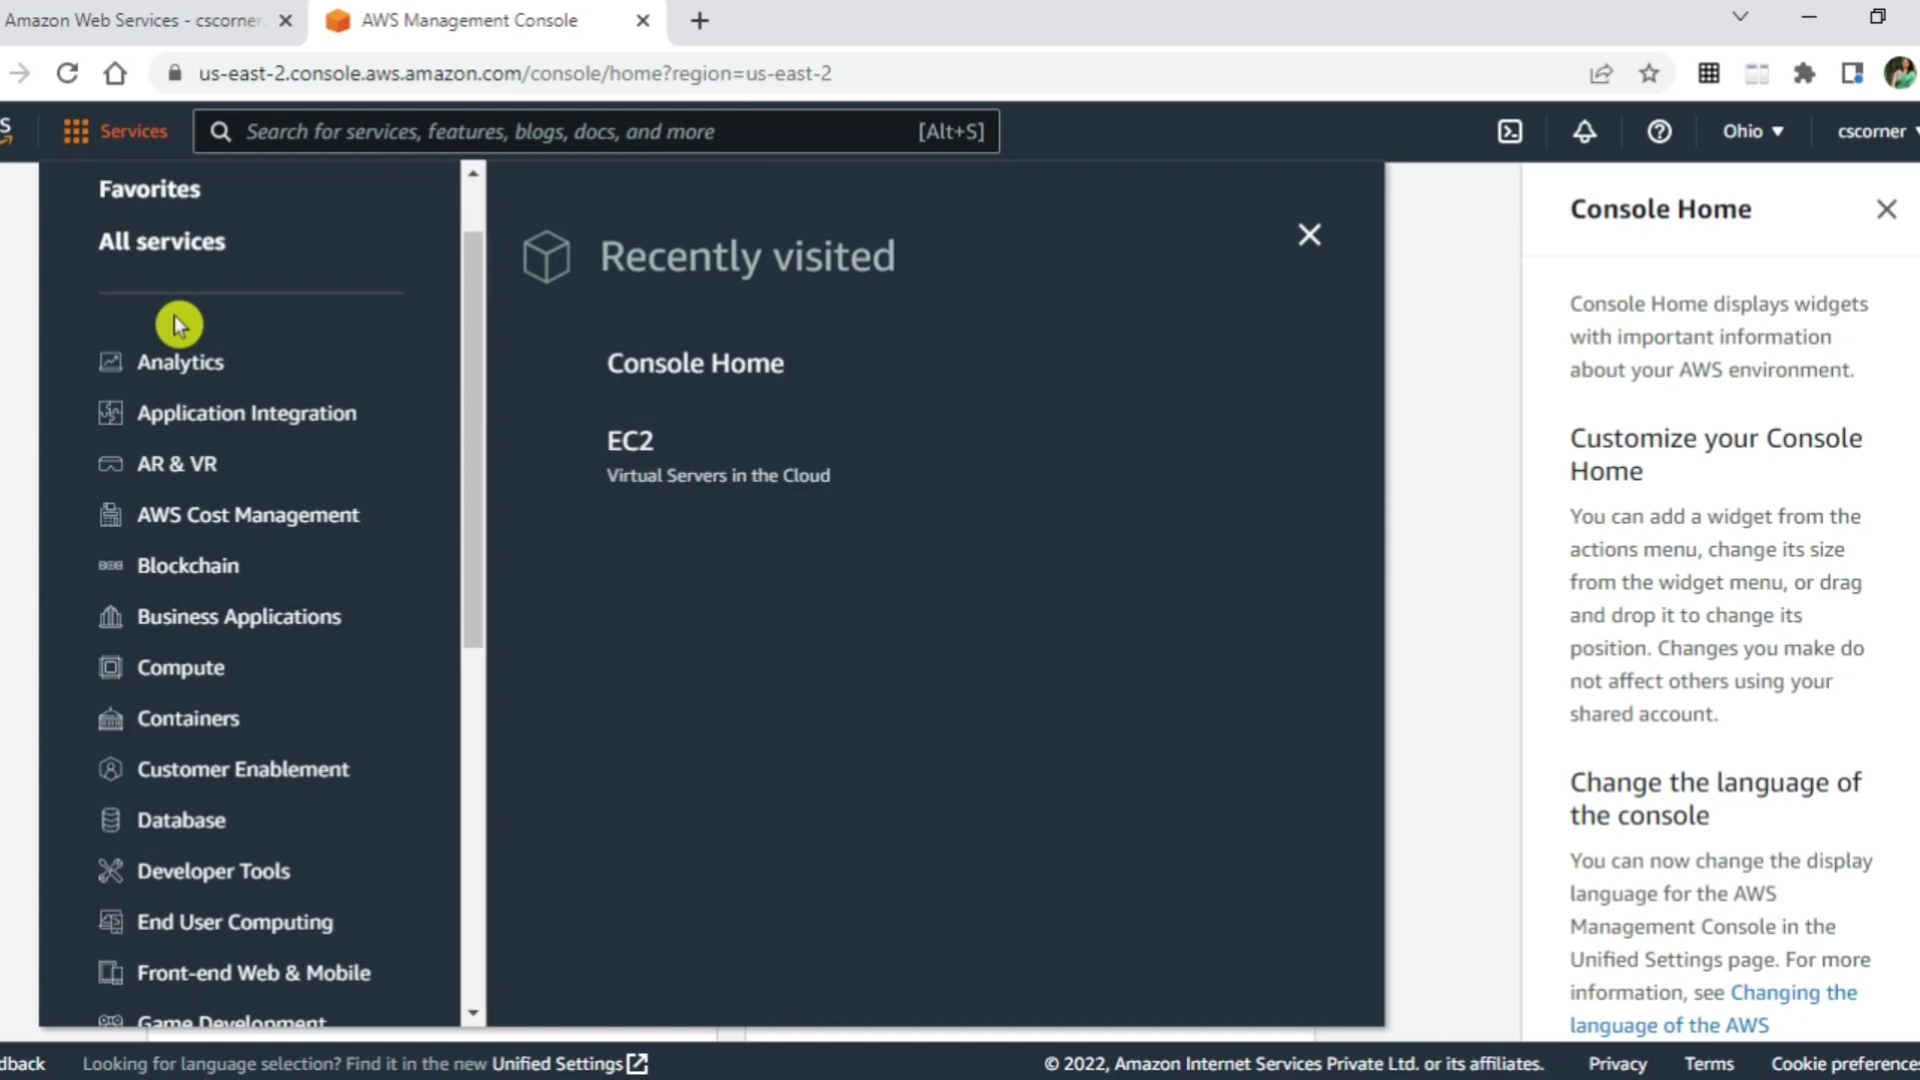 Amazon Web Services - cscorner
AWS Management Console
us-east-2.console.aws.amazon.com/console/home?region=us-east-2
Services
Search for services, features, blogs, docs, and more
[Alt+S]
Ohio
cscorner
Favorites
All services
Analytics
Application Integration
AR & VR
AWS Cost Management
Blockchain
Business Applications
Compute
Containers
Customer Enablement
Database
Developer Tools
End User Computing
Front-end Web & Mobile
Game Development
Recently visited
Console Home
EC2
Virtual Servers in the Cloud
Console Home
Console Home displays widgets
with important information
about your AWS environment.
Customize your Console
Home
You can add a widget from the
actions menu, change its size
from the widget menu, or drag
and drop it to change its
position. Changes you make do
not affect others using your
shared account.
Change the language of
the console
You can now change the display
language for the AWS
Management Console in the
Unified Settings page. For more
information, see Changing the
language of the AWS
dback
Looking for language selection? Find it in the new Unified Settings
© 2022, Amazon Internet Services Private Ltd. or its affiliates.
Privacy
Terms
Cookie preferences